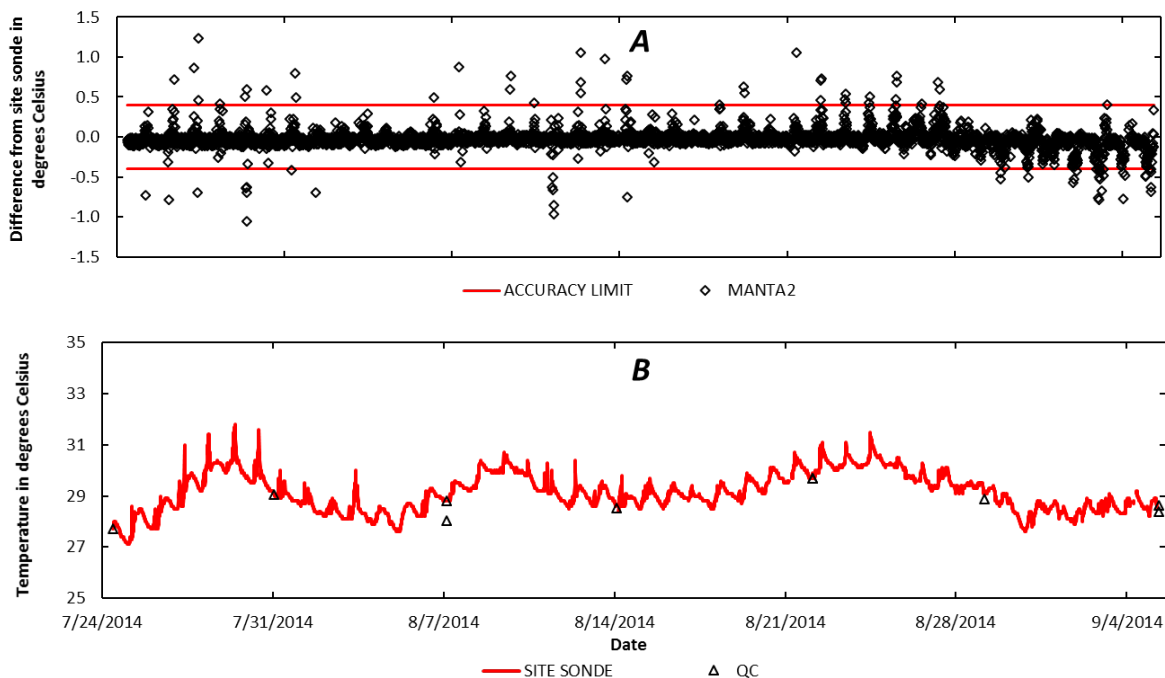 Difference from site sonde in
degrees Celsius
1.5
1.0
0.5
0.0
-0.5
-1.0
-1.5
A
ACCURACY LIMIT MANTA2
Temperature in degrees Celsius
35
33
31
29
27
25
B
7/24/2014 7/31/2014 8/7/2014 8/14/2014 8/21/2014 8/28/2014 9/4/2014
Date
SITE SONDE QC